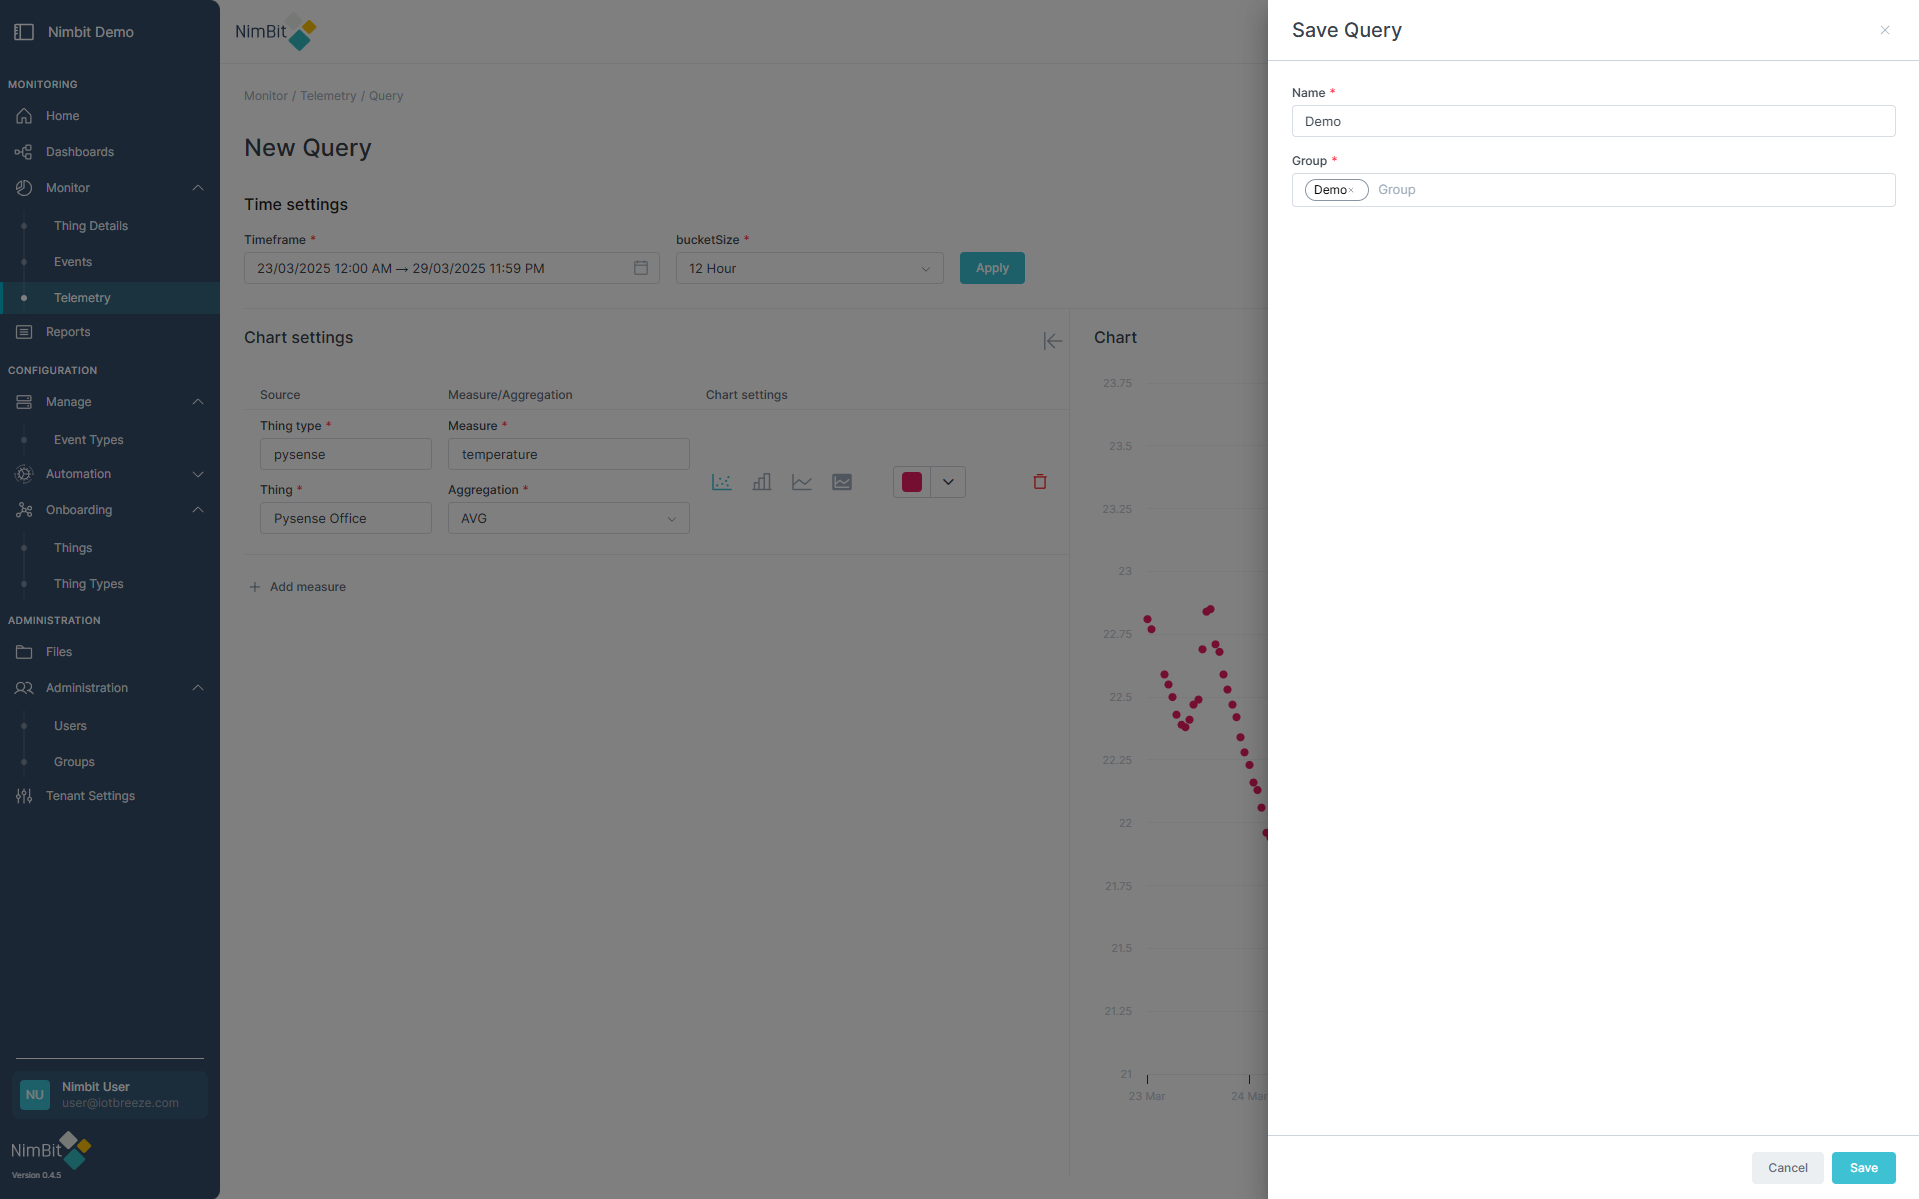 Nimbit Demo
MONITORING
Home
Dashboards
Monitor
Thing Details
Events
Telemetry
Reports
CONFIGURATION
Manage
Event Types
Automation
Onboarding
Things
Thing Types
ADMINISTRATION
Files
Administration
Users
Groups
Tenant Settings
NU
Nimbit User
user@iotbreeze.com
NimBit
Version 0.4.5
NimBit
Monitor / Telemetry / Query
New Query
Time settings
Timeframe * bucketSize *
23/03/2025 12:00 AM → 29/03/2025 11:59 PM 12 Hour Apply
Chart settings
Source Measure/Aggregation Chart settings
Thing type * Measure *
pysense temperature
Thing * Aggregation *
Pysense Office AVG
+ Add measure
Chart
23.75
23.5
23.25
23
22.75
22.5
22.25
22
21.75
21.5
21.25
21
23 Mar 24 Mar
Save Query
Name *
Demo
Group *
Demo× Group
Cancel Save